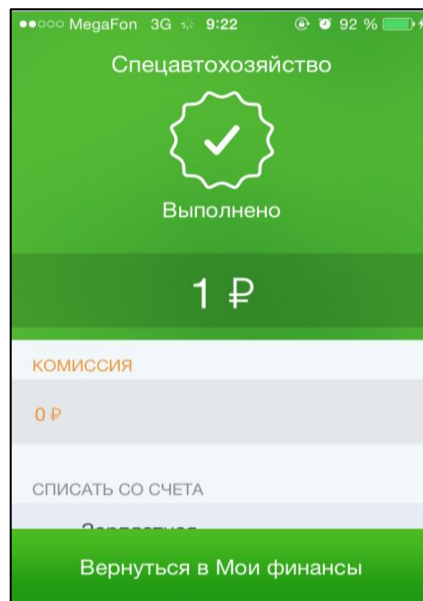 MegaFon 3G 9:22 92 %
Спецавтохозяйство
Выполнено
1 ₽
КОМИССИЯ
0 ₽
СПИСАТЬ СО СЧЕТА
Вернуться в Мои финансы